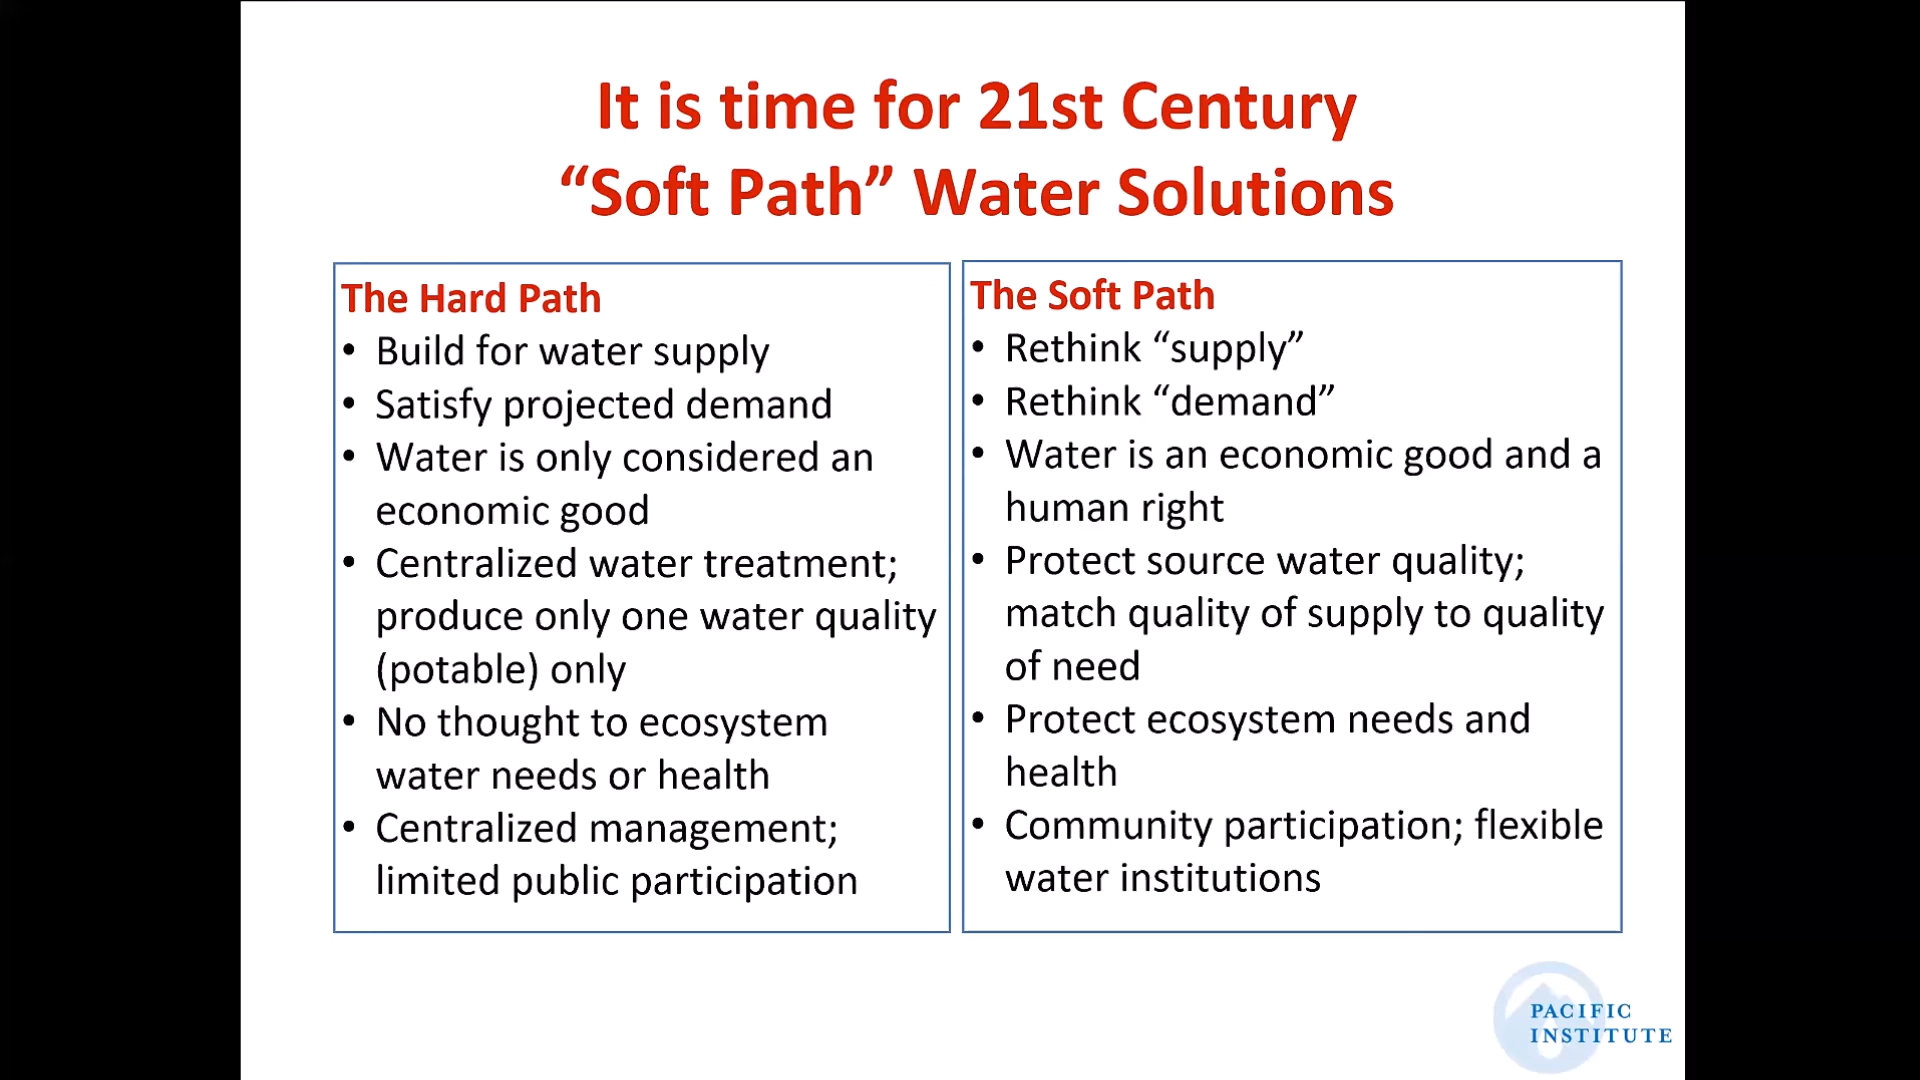 It is time for 21st Century
“Soft Path” Water Solutions
The Hard Path
• Build for water supply
• Satisfy projected demand
• Water is only considered an
economic good
• Centralized water treatment;
produce only one water quality
(potable) only
• No thought to ecosystem
water needs or health
• Centralized management;
limited public participation
The Soft Path
• Rethink “supply”
• Rethink “demand”
• Water is an economic good and a
human right
• Protect source water quality;
match quality of supply to quality
of need
• Protect ecosystem needs and
health
• Community participation; flexible
water institutions
PACIFIC
INSTITUTE